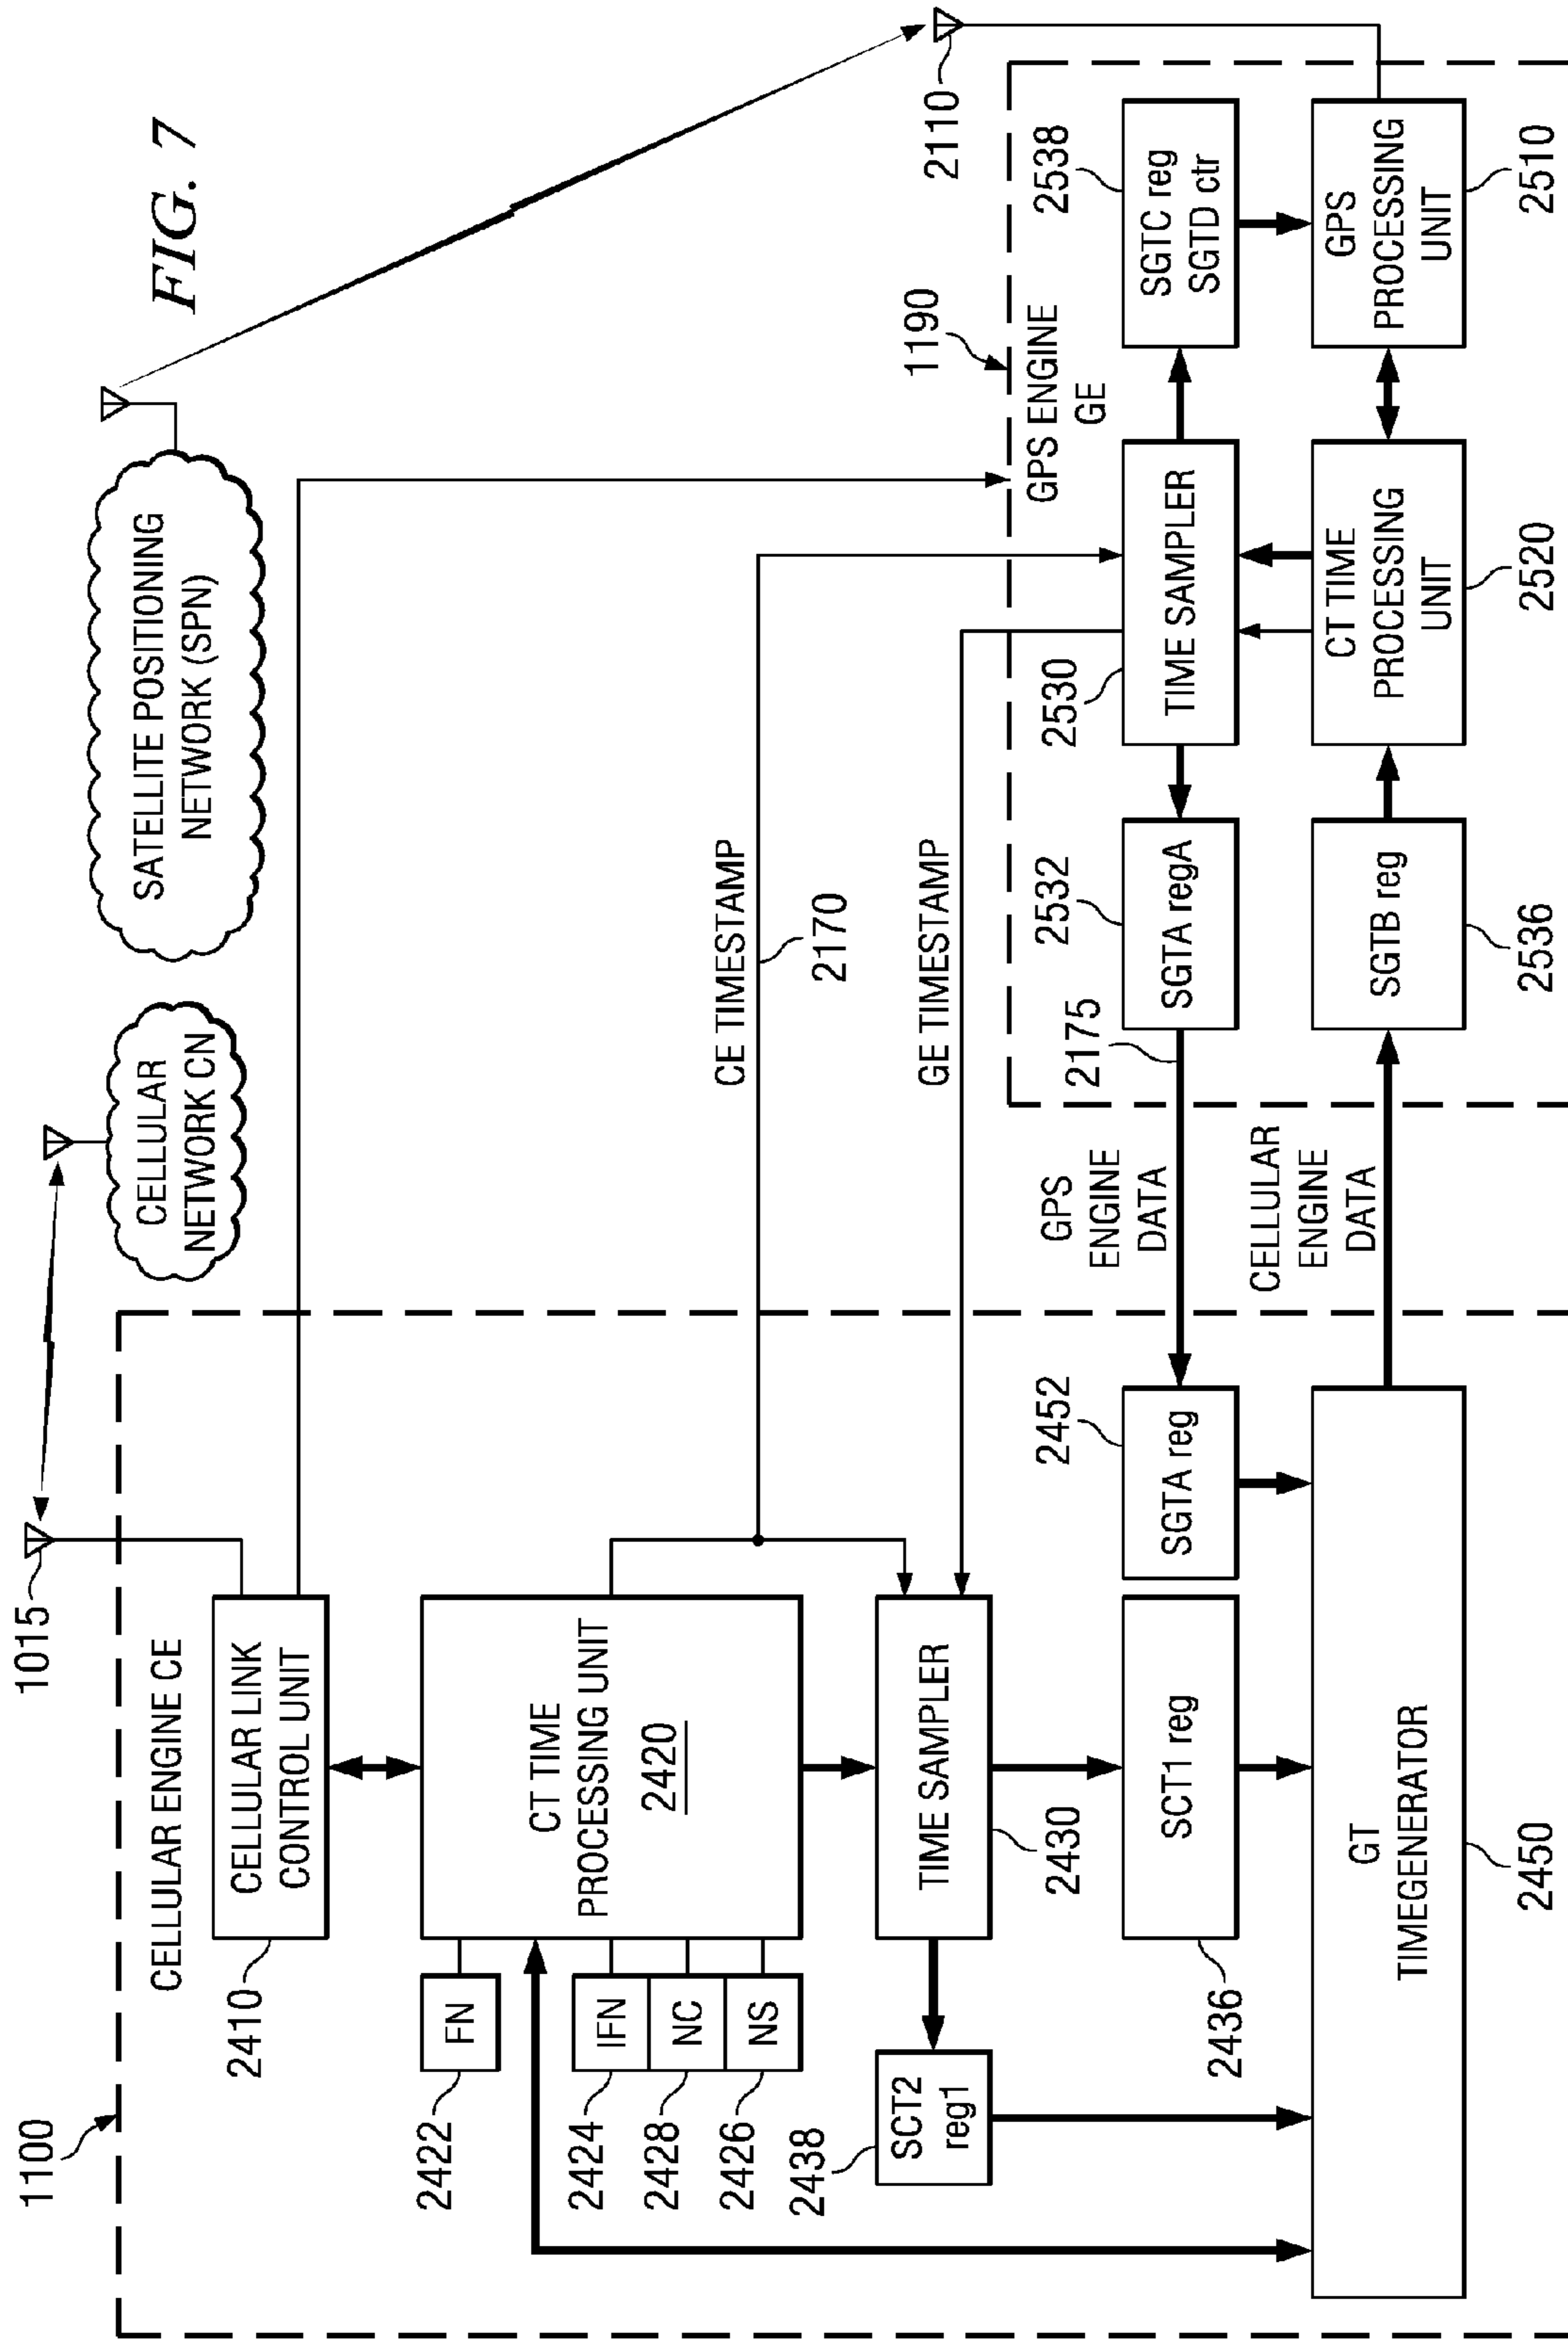 FIG. 7
1100
1015
CELLULAR ENGINE CE
CELLULAR
NETWORK CN
SATELLITE POSITIONING
NETWORK (SPN)
2410
CELLULAR LINK
CONTROL UNIT
2422
FN
2424
IFN
2428
NC
2426
NS
CT TIME
PROCESSING UNIT
2420
2438
SCT2
reg1
TIME SAMPLER
2430
2436
SCT1 reg
2452
SGTA reg
GT
TIMEGENERATOR
2450
CE TIMESTAMP
2170
GE TIMESTAMP
GPS
ENGINE
DATA
2175
CELLULAR
ENGINE
DATA
1190
GPS ENGINE
GE
2110
2532
SGTA regA
2530
TIME SAMPLER
2538
SGTC reg
SGTD ctr
SGTB reg
2536
CT TIME
PROCESSING
UNIT
2520
GPS
PROCESSING
UNIT
2510